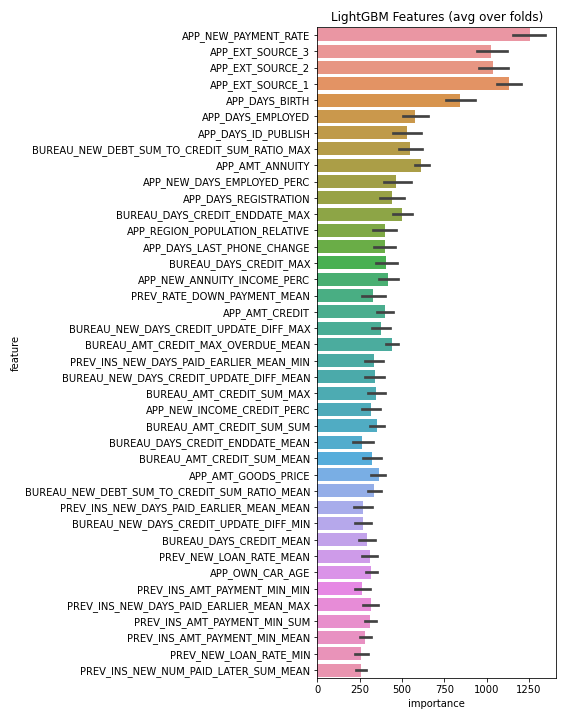 LightGBM Features (avg over folds)
APP_NEW_PAYMENT_RATE
APP_EXT_SOURCE_3
APP_EXT_SOURCE_2
APP_EXT_SOURCE_1
APP_DAYS_BIRTH
APP_DAYS_EMPLOYED
APP_DAYS_ID_PUBLISH
BUREAU_NEW_DEBT_SUM_TO_CREDIT_SUM_RATIO_MAX
APP_AMT_ANNUITY
APP_NEW_DAYS_EMPLOYED_PERC
APP_DAYS_REGISTRATION
BUREAU_DAYS_CREDIT_ENDDATE_MAX
APP_REGION_POPULATION_RELATIVE
APP_DAYS_LAST_PHONE_CHANGE
BUREAU_DAYS_CREDIT_MAX
APP_NEW_ANNUITY_INCOME_PERC
PREV_RATE_DOWN_PAYMENT_MEAN
APP_AMT_CREDIT
BUREAU_NEW_DAYS_CREDIT_UPDATE_DIFF_MAX
BUREAU_AMT_CREDIT_MAX_OVERDUE_MEAN
PREV_INS_NEW_DAYS_PAID_EARLIER_MEAN_MIN
BUREAU_NEW_DAYS_CREDIT_UPDATE_DIFF_MEAN
BUREAU_AMT_CREDIT_SUM_MAX
APP_NEW_INCOME_CREDIT_PERC
BUREAU_AMT_CREDIT_SUM_SUM
BUREAU_DAYS_CREDIT_ENDDATE_MEAN
BUREAU_AMT_CREDIT_SUM_MEAN
APP_AMT_GOODS_PRICE
BUREAU_NEW_DEBT_SUM_TO_CREDIT_SUM_RATIO_MEAN
PREV_INS_NEW_DAYS_PAID_EARLIER_MEAN_MEAN
BUREAU_NEW_DAYS_CREDIT_UPDATE_DIFF_MIN
BUREAU_DAYS_CREDIT_MEAN
PREV_NEW_LOAN_RATE_MEAN
APP_OWN_CAR_AGE
PREV_INS_AMT_PAYMENT_MIN_MIN
PREV_INS_NEW_DAYS_PAID_EARLIER_MEAN_MAX
PREV_INS_AMT_PAYMENT_MIN_SUM
PREV_INS_AMT_PAYMENT_MIN_MEAN
PREV_NEW_LOAN_RATE_MIN
PREV_INS_NEW_NUM_PAID_LATER_SUM_MEAN
feature
0 250 500 750 1000 1250
importance